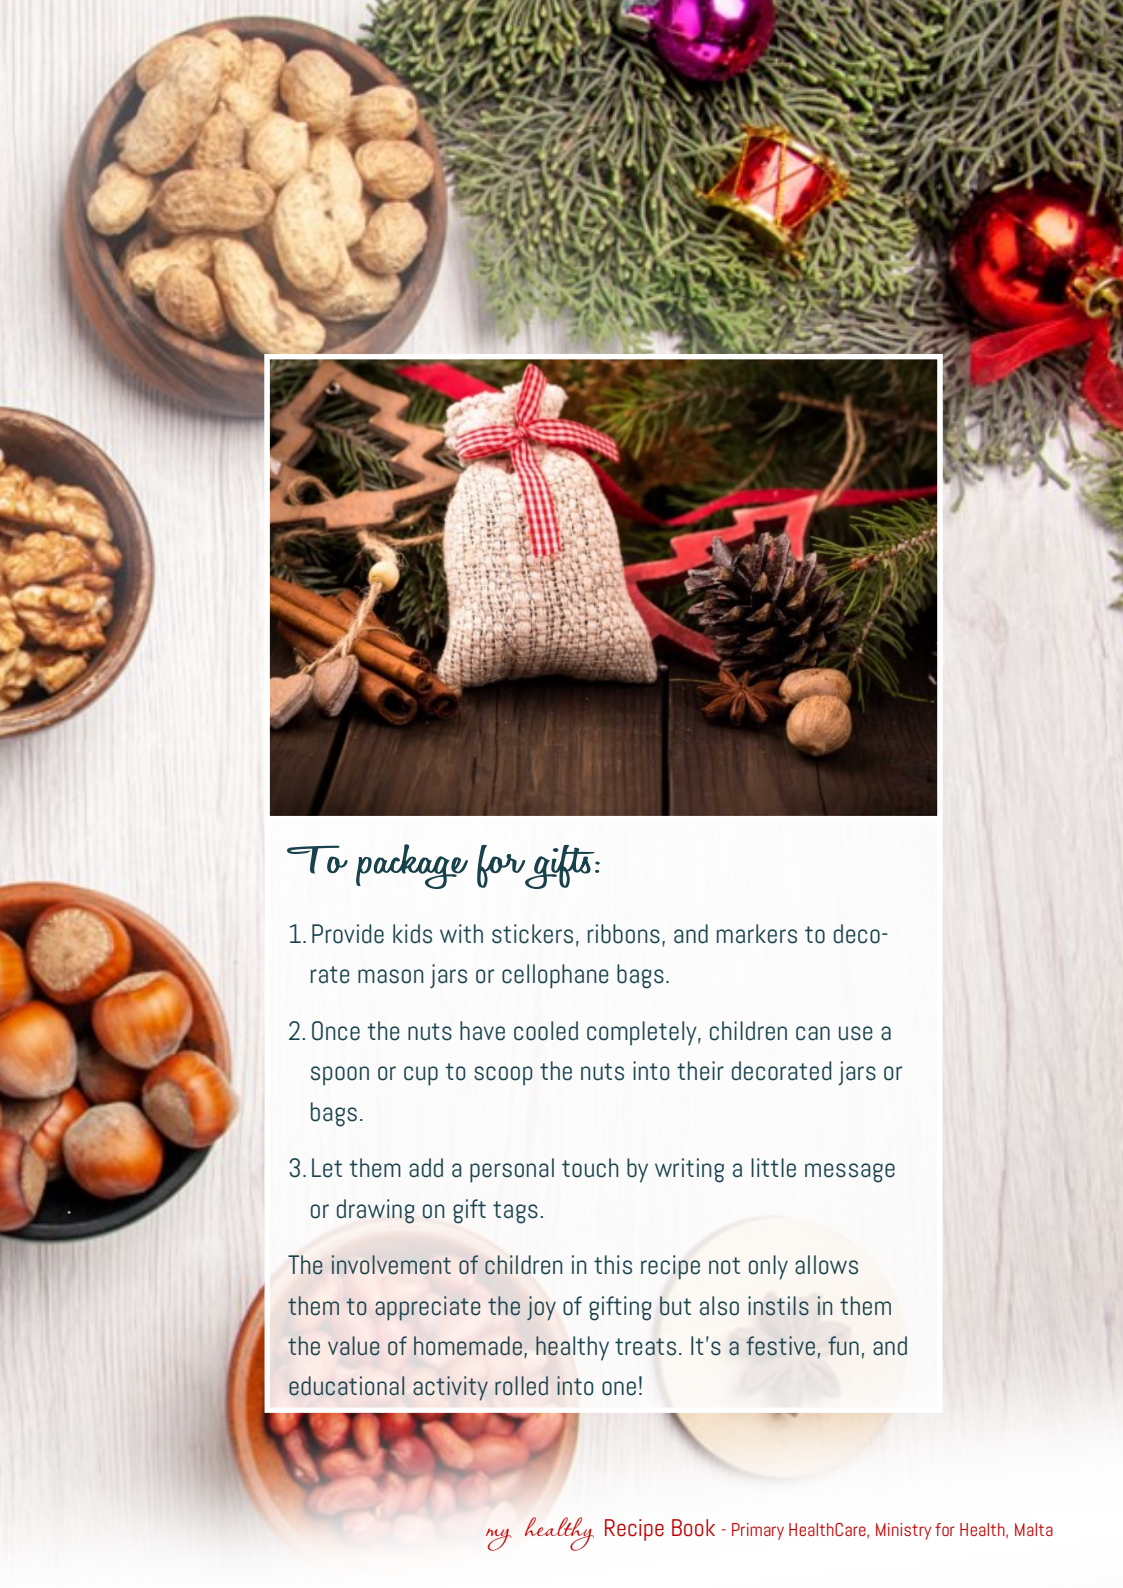 To package for gifts:
1. Provide kids with stickers, ribbons, and markers to deco-
rate mason jars or cellophane bags.
2. Once the nuts have cooled completely, children can use a
spoon or cup to scoop the nuts into their decorated jars or
bags.
3. Let them add a personal touch by writing a little message
or drawing on gift tags.
The involvement of children in this recipe not only allows
them to appreciate the joy of gifting but also instils in them
the value of homemade, healthy treats. It's a festive, fun, and
educational activity rolled into one!
my healthy Recipe Book - Primary HealthCare, Ministry for Health, Malta